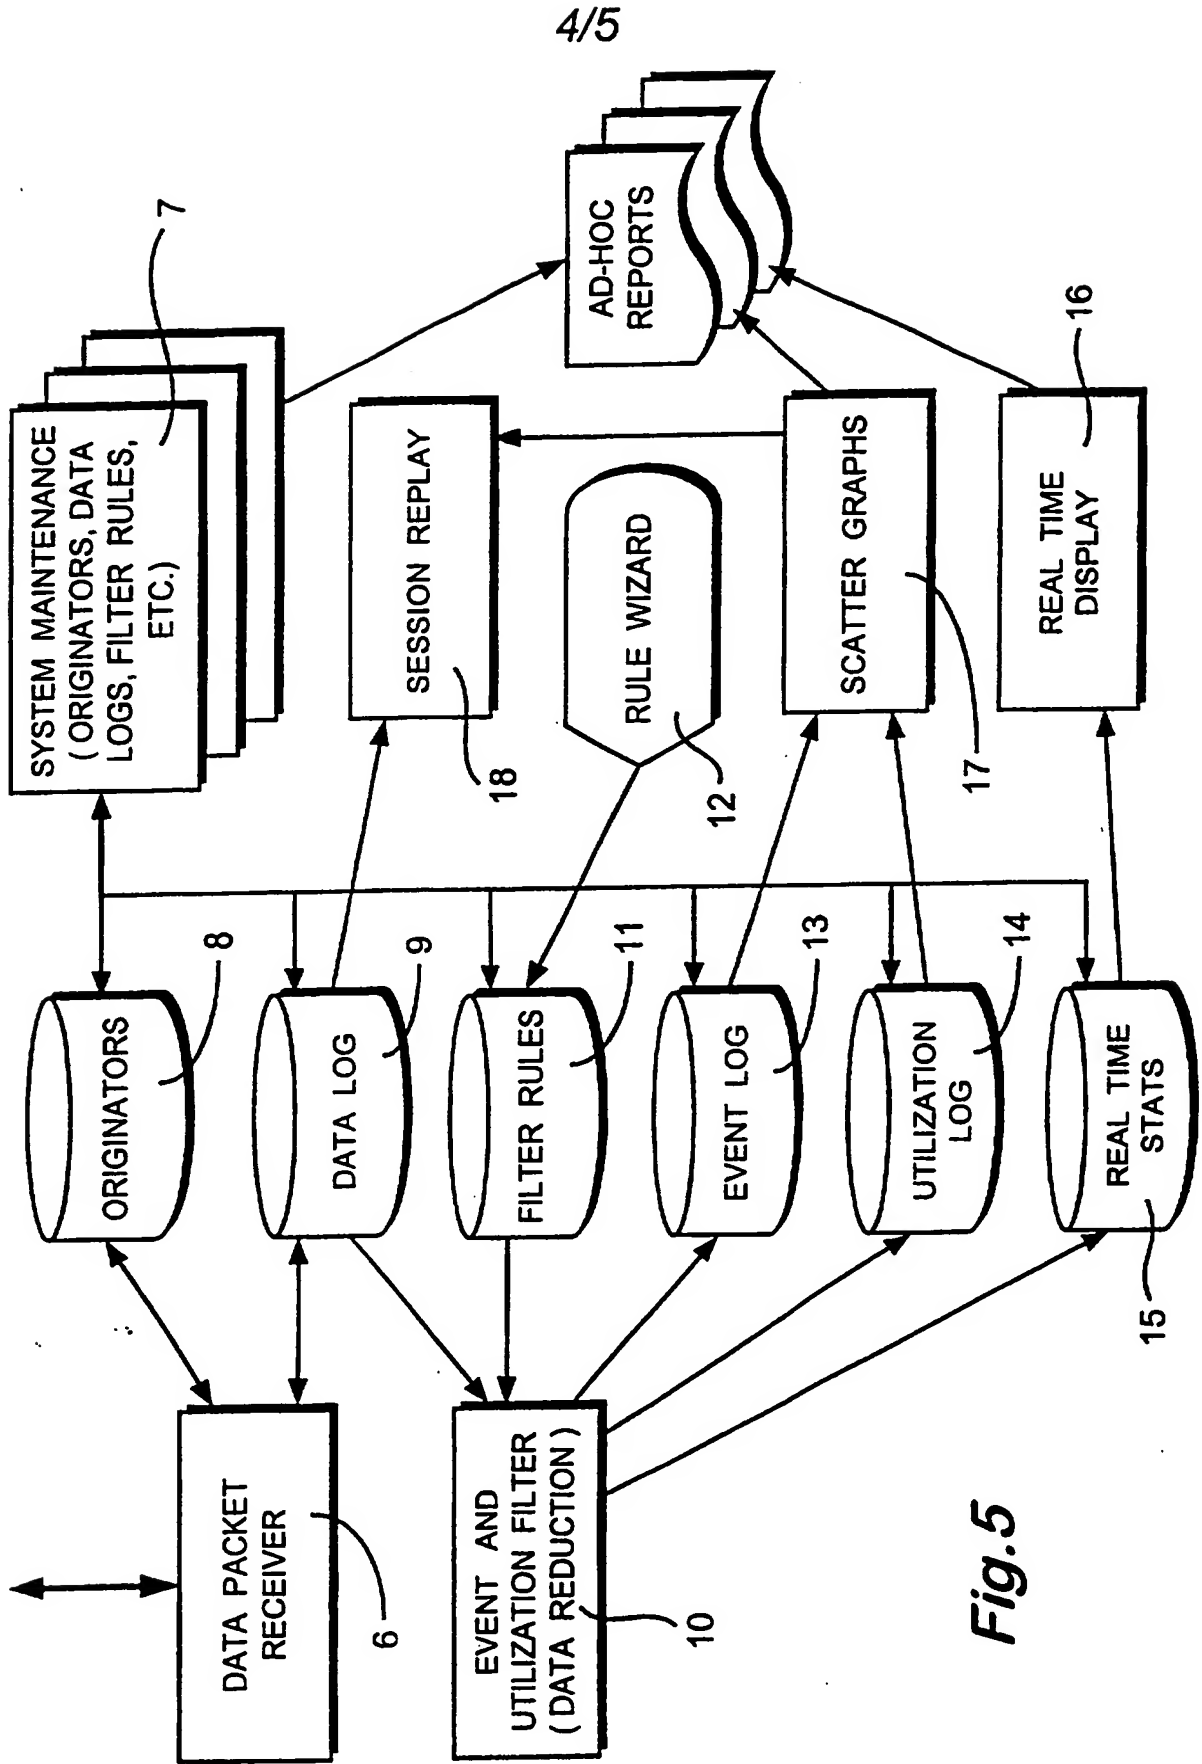 4/5
DATA PACKET
RECEIVER
6
EVENT AND
UTILIZATION FILTER
( DATA REDUCTION )
10
ORIGINATORS
8
DATA LOG
9
FILTER RULES
11
EVENT LOG
13
UTILIZATION
LOG
14
REAL TIME
STATS
15
SYSTEM MAINTENANCE
( ORIGINATORS, DATA
LOGS, FILTER RULES,
ETC.)
7
SESSION REPLAY
18
RULE WIZARD
12
SCATTER GRAPHS
17
REAL TIME
DISPLAY
16
AD-HOC
REPORTS
Fig.5